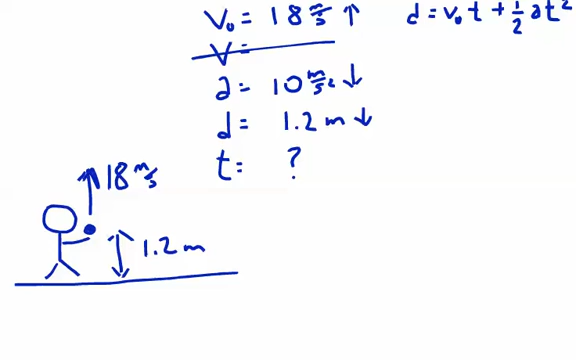 v₀ = 18 m/s ↑
d = v₀t + ½at²
v =
a = 10 m/s² ↓
d = 1.2 m ↓
t = ?
18 m/s
1.2 m